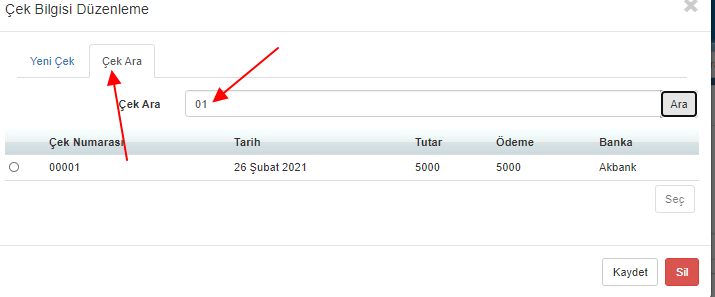 Çek Bilgisi Düzenleme
Yeni Çek Çek Ara
Çek Ara 01 Ara
Çek Numarası Tarih Tutar Ödeme Banka
00001 26 Şubat 2021 5000 5000 Akbank
Seç
Kaydet Sil